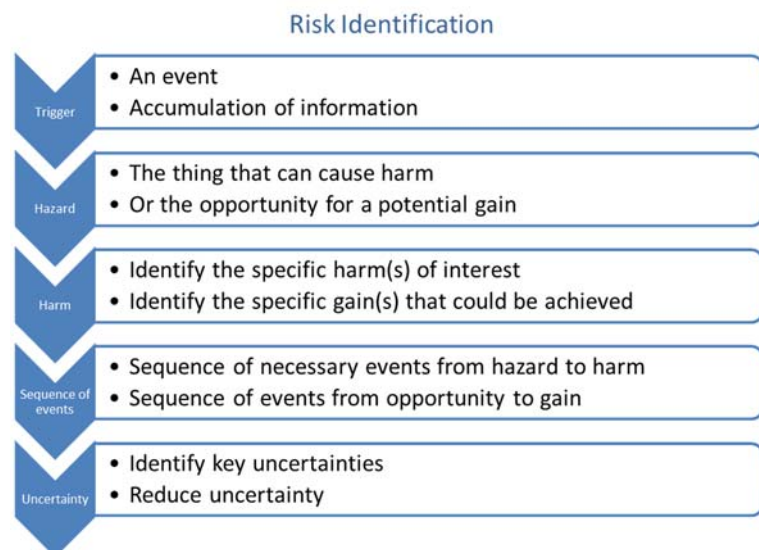 Risk Identification
Trigger
• An event
• Accumulation of information
Hazard
• The thing that can cause harm
• Or the opportunity for a potential gain
Harm
• Identify the specific harm(s) of interest
• Identify the specific gain(s) that could be achieved
Sequence of
events
• Sequence of necessary events from hazard to harm
• Sequence of events from opportunity to gain
Uncertainty
• Identify key uncertainties
• Reduce uncertainty